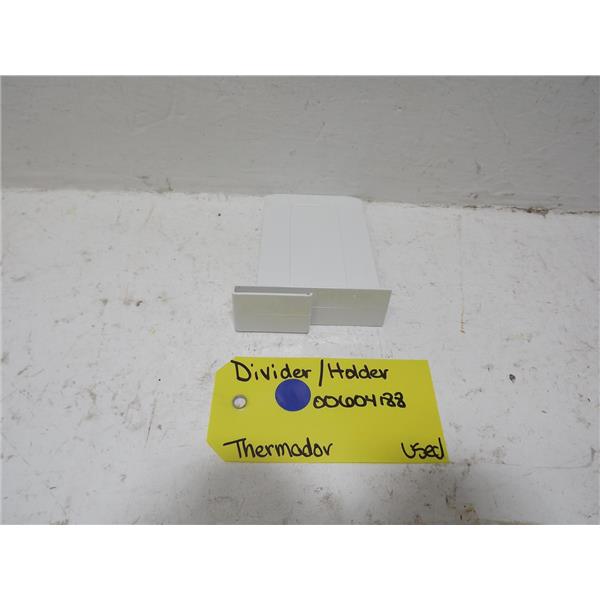 Divider/Holder
00604188
Thermador
Used